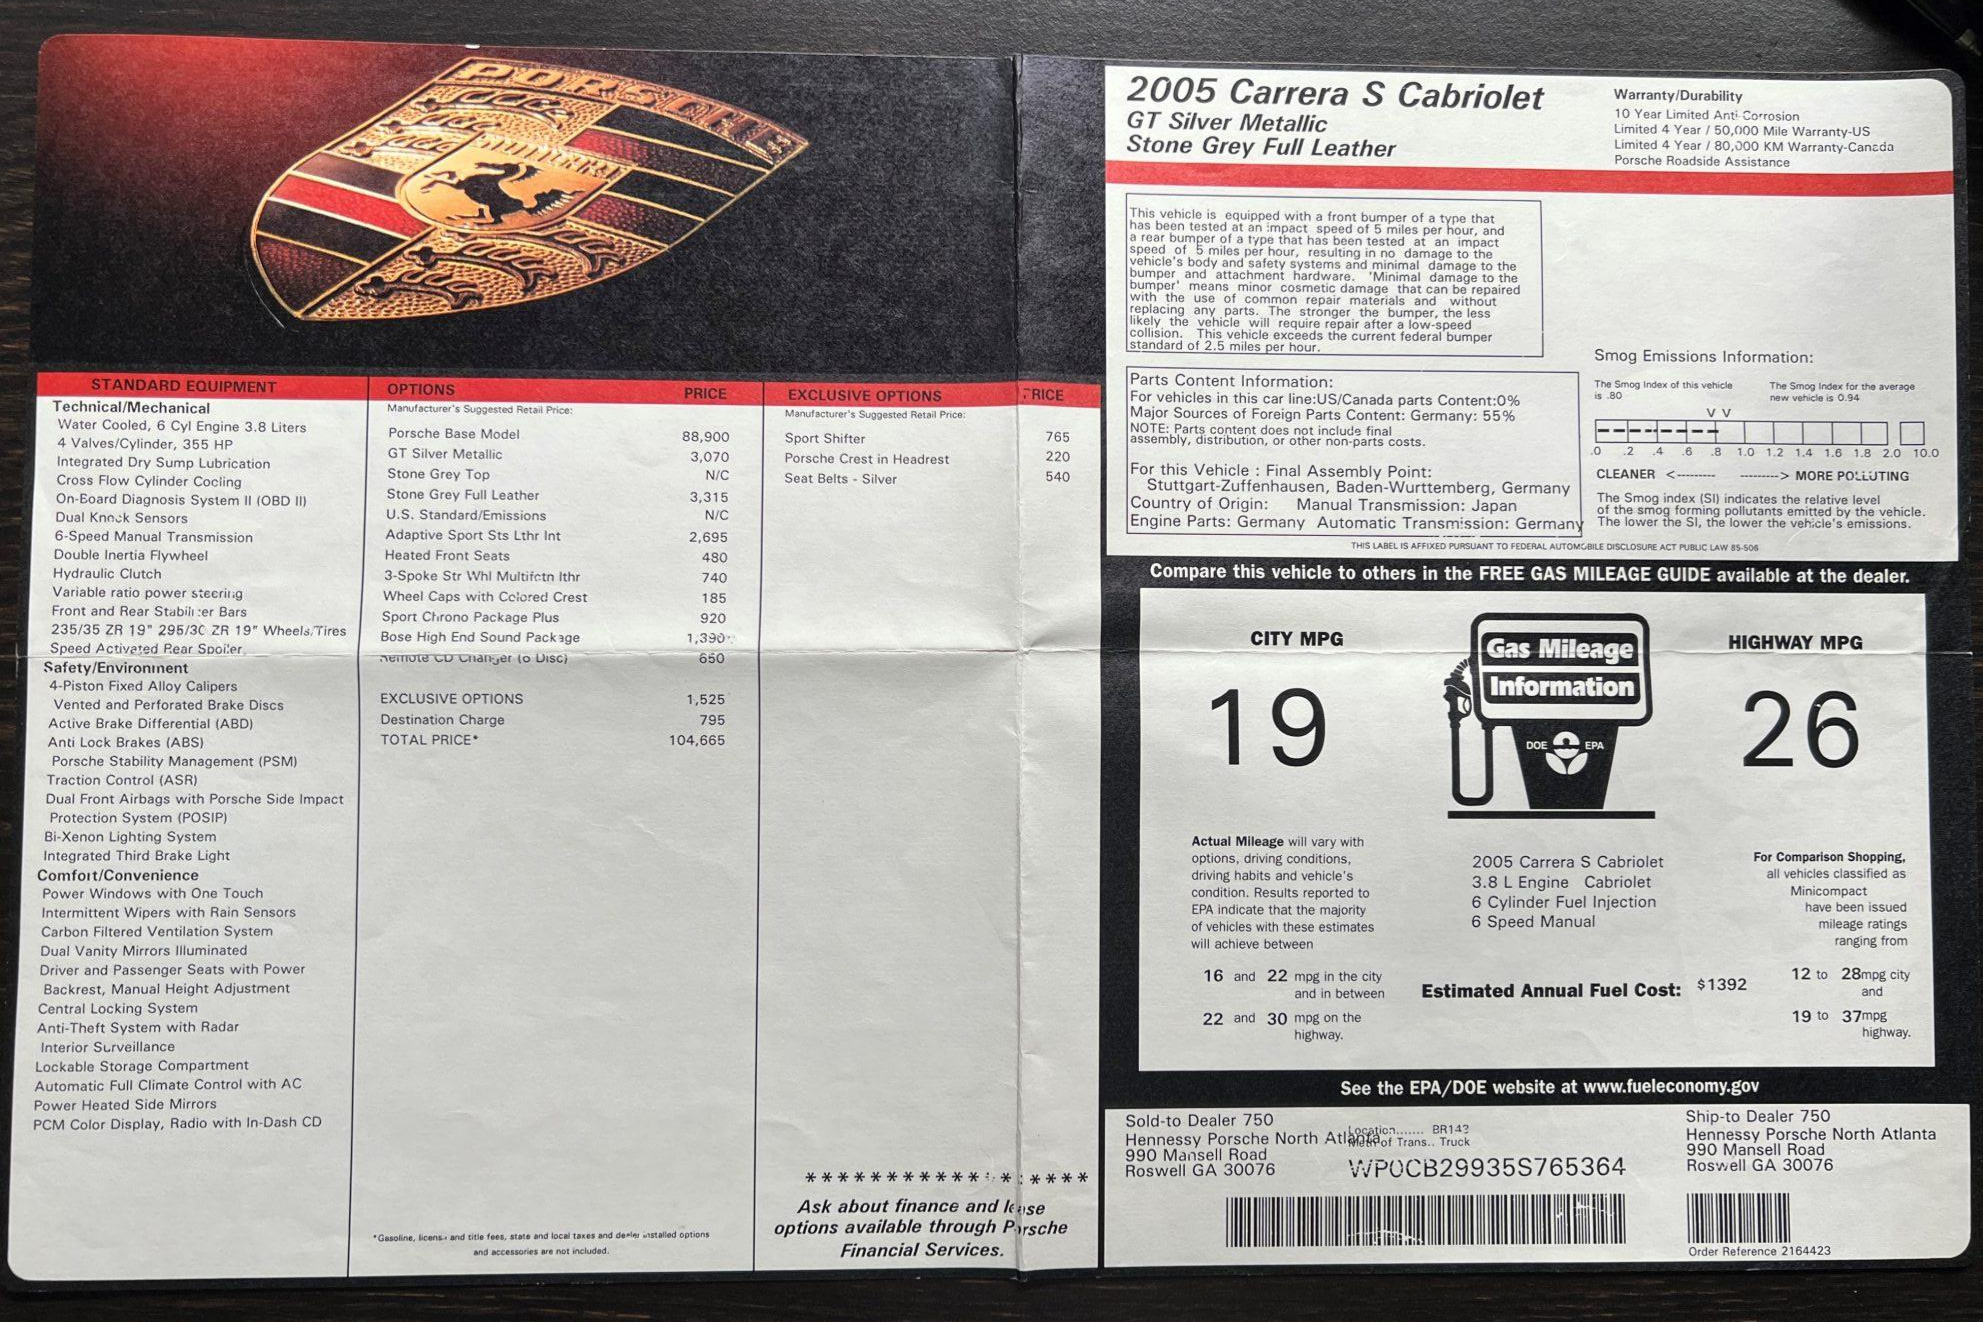 PORSCHE
STANDARD EQUIPMENT
Technical/Mechanical
Water Cooled, 6 Cyl Engine 3.8 Liters
4 Valves/Cylinder, 355 HP
Integrated Dry Sump Lubrication
Cross Flow Cylinder Cooling
On-Board Diagnosis System II (OBD II)
Dual Knock Sensors
6-Speed Manual Transmission
Double Inertia Flywheel
Hydraulic Clutch
Variable ratio power steering
Front and Rear Stabilizer Bars
235/35 ZR 19" 295/30 ZR 19" Wheels/Tires
Speed Activated Rear Spoiler
Safety/Environment
4-Piston Fixed Alloy Calipers
Vented and Perforated Brake Discs
Active Brake Differential (ABD)
Anti Lock Brakes (ABS)
Porsche Stability Management (PSM)
Traction Control (ASR)
Dual Front Airbags with Porsche Side Impact
Protection System (POSIP)
Bi-Xenon Lighting System
Integrated Third Brake Light
Comfort/Convenience
Power Windows with One Touch
Intermittent Wipers with Rain Sensors
Carbon Filtered Ventilation System
Dual Vanity Mirrors Illuminated
Driver and Passenger Seats with Power
Backrest, Manual Height Adjustment
Central Locking System
Anti-Theft System with Radar
Interior Surveillance
Lockable Storage Compartment
Automatic Full Climate Control with AC
Power Heated Side Mirrors
PCM Color Display, Radio with In-Dash CD
OPTIONS PRICE
Manufacturer's Suggested Retail Price:
Porsche Base Model 88,900
GT Silver Metallic 3,070
Stone Grey Top N/C
Stone Grey Full Leather 3,315
U.S. Standard/Emissions N/C
Adaptive Sport Sts Lthr Int 2,695
Heated Front Seats 480
3-Spoke Str Whl Multifctn lthr 740
Wheel Caps with Colored Crest 185
Sport Chrono Package Plus 920
Bose High End Sound Package 1,390
Remote CD Changer (6 Disc) 650
EXCLUSIVE OPTIONS 1,525
Destination Charge 795
TOTAL PRICE* 104,665
*Gasoline, license and title fees, state and local taxes and dealer installed options
and accessories are not included.
EXCLUSIVE OPTIONS PRICE
Manufacturer's Suggested Retail Price:
Sport Shifter 765
Porsche Crest in Headrest 220
Seat Belts - Silver 540
Ask about finance and lease
options available through Porsche
Financial Services.
2005 Carrera S Cabriolet
GT Silver Metallic
Stone Grey Full Leather
Warranty/Durability
10 Year Limited Anti-Corrosion
Limited 4 Year / 50,000 Mile Warranty-US
Limited 4 Year / 80,000 KM Warranty-Canada
Porsche Roadside Assistance
This vehicle is equipped with a front bumper of a type that
has been tested at an impact speed of 5 miles per hour, and
a rear bumper of a type that has been tested at an impact
speed of 5 miles per hour, resulting in no damage to the
vehicle's body and safety systems and minimal damage to the
bumper and attachment hardware. 'Minimal damage to the
bumper' means minor cosmetic damage that can be repaired
with the use of common repair materials and without
replacing any parts. The stronger the bumper, the less
likely the vehicle will require repair after a low-speed
collision. This vehicle exceeds the current federal bumper
standard of 2.5 miles per hour.
Parts Content Information:
For vehicles in this car line:US/Canada parts Content:0%
Major Sources of Foreign Parts Content: Germany: 55%
NOTE: Parts content does not include final
assembly, distribution, or other non-parts costs.
For this Vehicle : Final Assembly Point:
Stuttgart-Zuffenhausen, Baden-Wurttemberg, Germany
Country of Origin: Manual Transmission: Japan
Engine Parts: Germany Automatic Transmission: Germany
Smog Emissions Information:
The Smog Index of this vehicle
is .80
The Smog Index for the average
new vehicle is 0.94
V V
.0 .2 .4 .6 .8 1.0 1.2 1.4 1.6 1.8 2.0 10.0
CLEANER <--------- ---------> MORE POLLUTING
The Smog index (SI) indicates the relative level
of the smog forming pollutants emitted by the vehicle.
The lower the SI, the lower the vehicle's emissions.
THIS LABEL IS AFFIXED PURSUANT TO FEDERAL AUTOMOBILE DISCLOSURE ACT PUBLIC LAW 85-506
Compare this vehicle to others in the FREE GAS MILEAGE GUIDE available at the dealer.
CITY MPG
19
Gas Mileage
Information
DOE EPA
HIGHWAY MPG
26
Actual Mileage will vary with
options, driving conditions,
driving habits and vehicle's
condition. Results reported to
EPA indicate that the majority
of vehicles with these estimates
will achieve between
16 and 22 mpg in the city
and in between
22 and 30 mpg on the
highway.
2005 Carrera S Cabriolet
3.8 L Engine Cabriolet
6 Cylinder Fuel Injection
6 Speed Manual
Estimated Annual Fuel Cost: $1392
For Comparison Shopping,
all vehicles classified as
Minicompact
have been issued
mileage ratings
ranging from
12 to 28mpg city
and
19 to 37mpg
highway.
See the EPA/DOE website at www.fueleconomy.gov
Sold-to Dealer 750
Hennessy Porsche North Atlanta
990 Mansell Road
Roswell GA 30076
Location....... BR143
Meth of Trans.. Truck
WP0CB29935S765364
Ship-to Dealer 750
Hennessy Porsche North Atlanta
990 Mansell Road
Roswell GA 30076
Order Reference 2164423